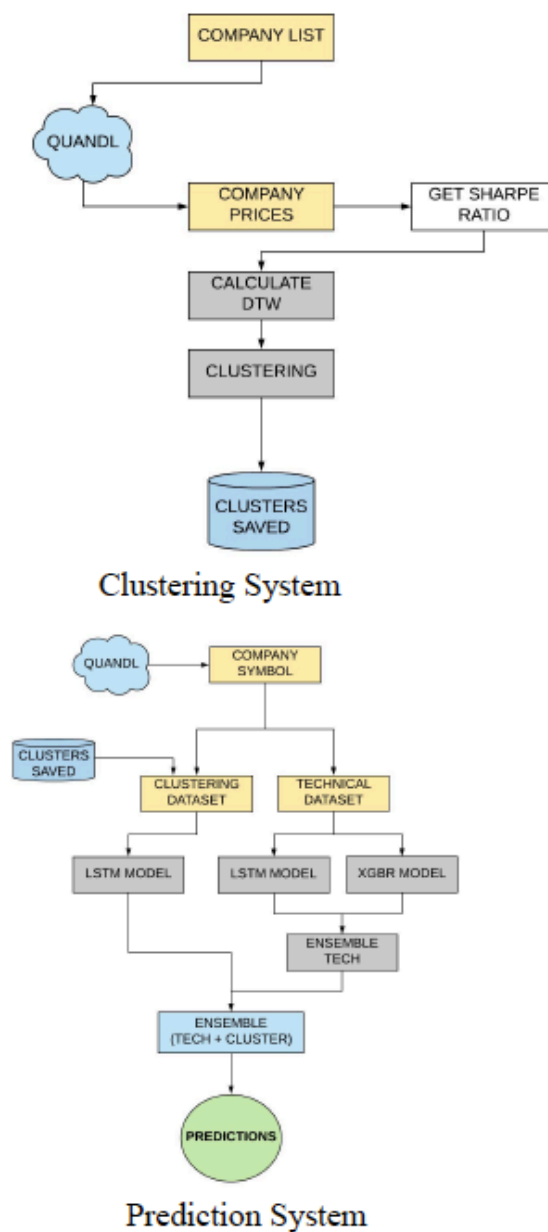 COMPANY LIST
QUANDL
COMPANY
PRICES
GET SHARPE
RATIO
CALCULATE
DTW
CLUSTERING
CLUSTERS
SAVED
Clustering System
QUANDL
COMPANY
SYMBOL
CLUSTERS
SAVED
CLUSTERING
DATASET
TECHNICAL
DATASET
LSTM MODEL
LSTM MODEL
XGBR MODEL
ENSEMBLE
TECH
ENSEMBLE
(TECH + CLUSTER)
PREDICTIONS
Prediction System